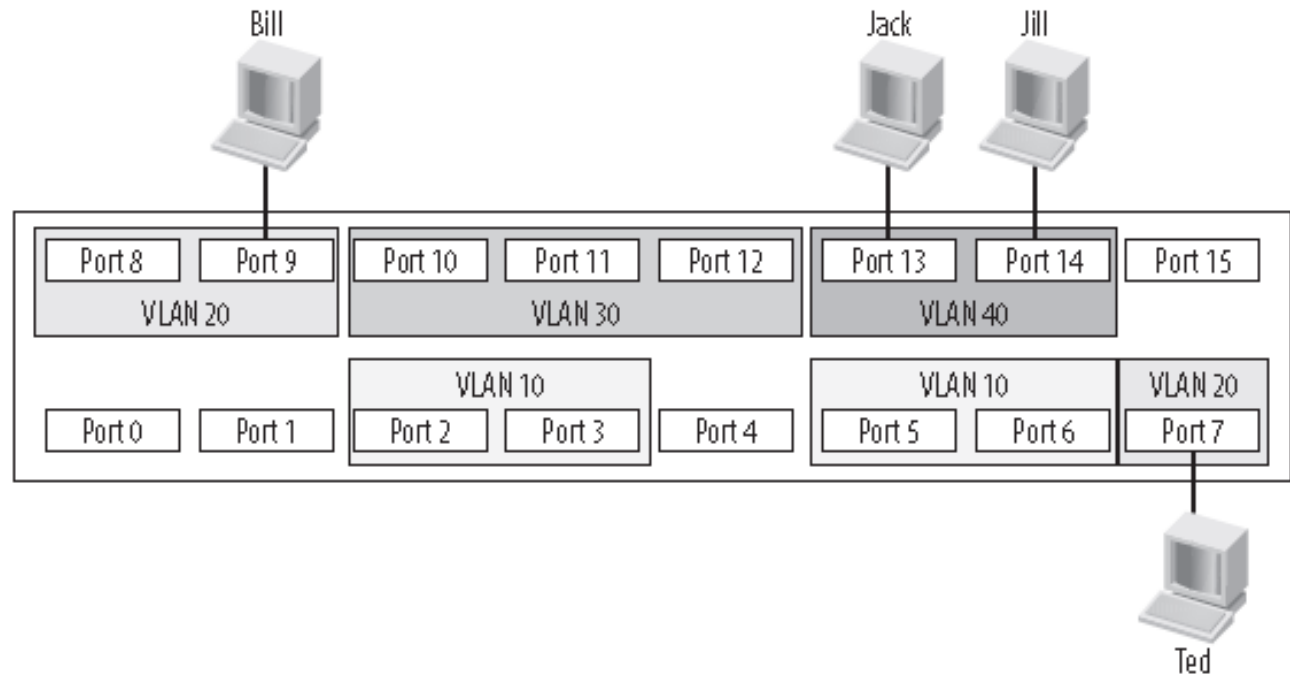 Bill
Jack
Jill
Port 8
Port 9
Port 10
Port 11
Port 12
Port 13
Port 14
Port 15
VLAN 20
VLAN 30
VLAN 40
VLAN 10
VLAN 10
VLAN 20
Port 0
Port 1
Port 2
Port 3
Port 4
Port 5
Port 6
Port 7
Ted